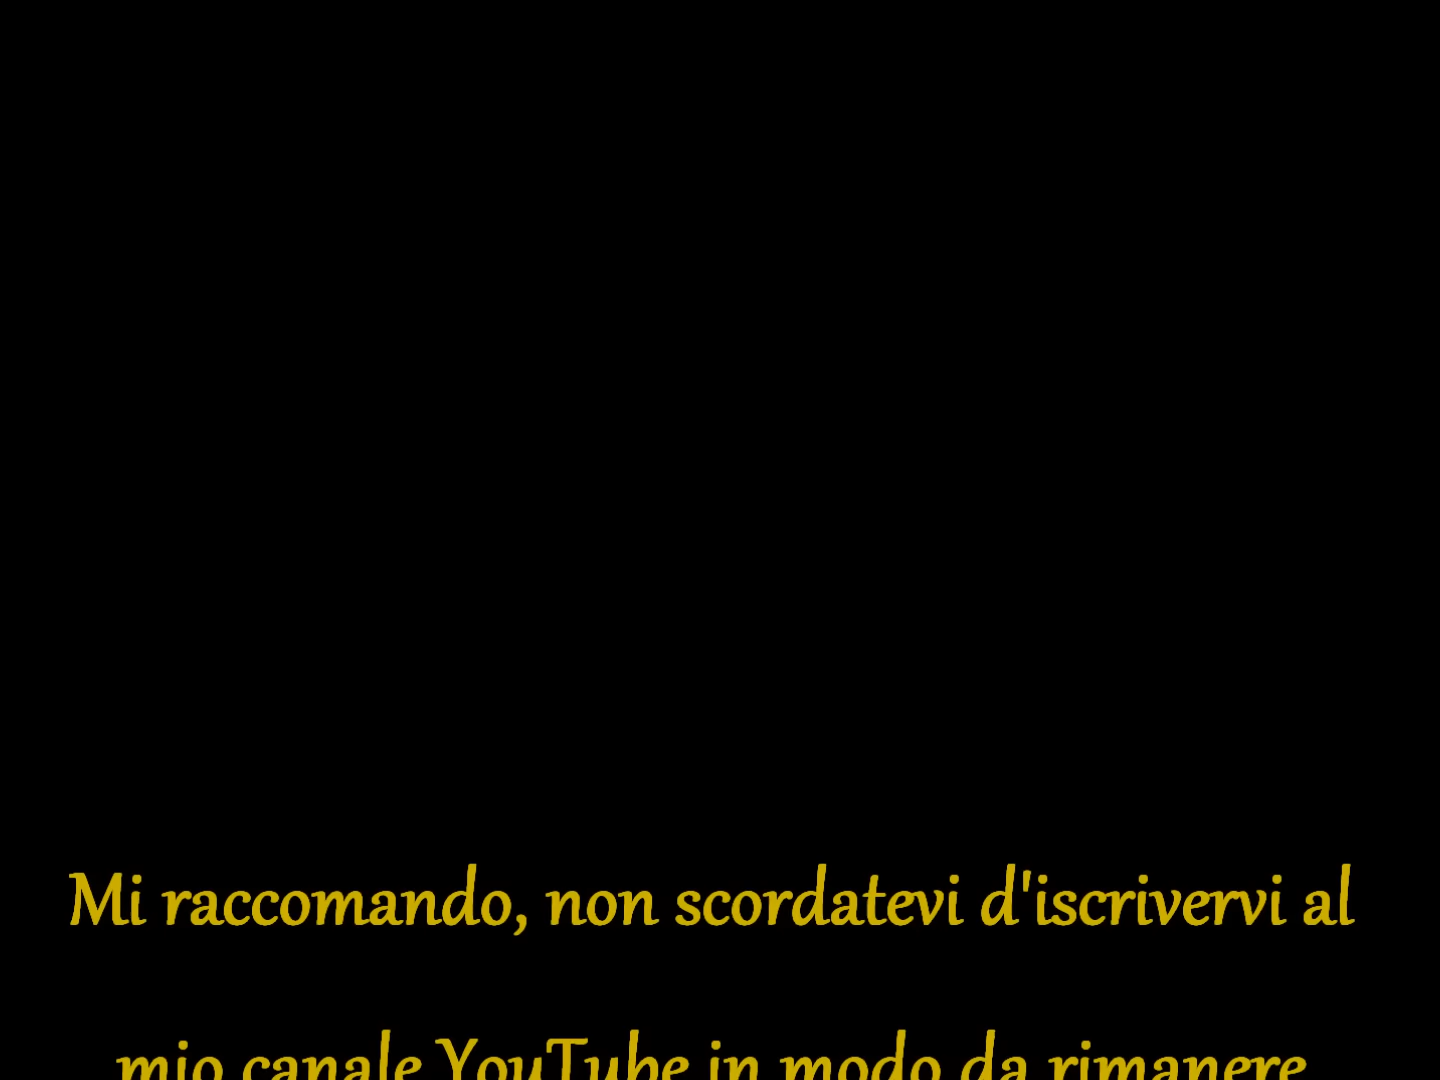 Mi raccomando, non scordatevi d'iscrivervi al
mio canale YouTube in modo da rimanere